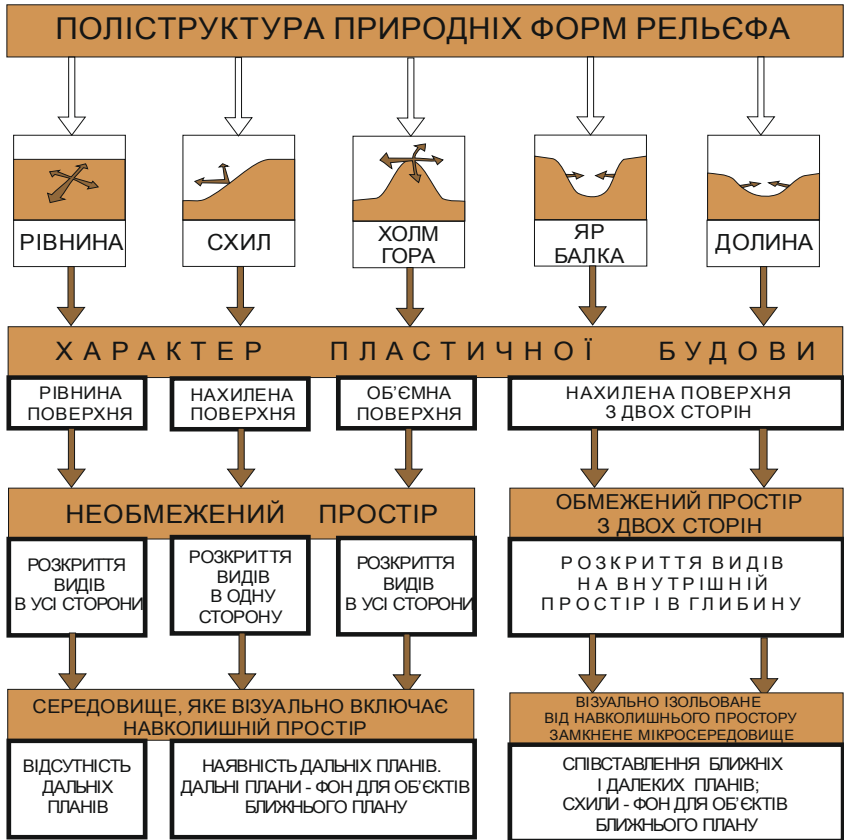 ПОЛІСТРУКТУРА ПРИРОДНІХ ФОРМ РЕЛЬЄФА
РІВНИНА
СХИЛ
ХОЛМ
ГОРА
ЯР
БАЛКА
ДОЛИНА
ХАРАКТЕР ПЛАСТИЧНОЇ БУДОВИ
РІВНИНА
ПОВЕРХНЯ
НАХИЛЕНА
ПОВЕРХНЯ
ОБ’ЄМНА
ПОВЕРХНЯ
НАХИЛЕНА ПОВЕРХНЯ
З ДВОХ СТОРІН
НЕОБМЕЖЕНИЙ ПРОСТІР
ОБМЕЖЕНИЙ ПРОСТІР
З ДВОХ СТОРІН
РОЗКРИТТЯ
ВИДІВ
В УСІ СТОРОНИ
РОЗКРИТТЯ
ВИДІВ
В ОДНУ
СТОРОНУ
РОЗКРИТТЯ
ВИДІВ
В УСІ СТОРОНИ
РОЗКРИТТЯ ВИДІВ
НА ВНУТРІШНІЙ
ПРОСТІР І В ГЛИБИНУ
СЕРЕДОВИЩЕ, ЯКЕ ВІЗУАЛЬНО ВКЛЮЧАЄ
НАВКОЛИШНІЙ ПРОСТІР
ВІЗУАЛЬНО ІЗОЛЬОВАНЕ
ВІД НАВКОЛИШНЬОГО ПРОСТОРУ
ЗАМКНЕНЕ МІКРОСЕРЕДОВИЩЕ
ВІДСУТНІСТЬ
ДАЛЬНІХ
ПЛАНІВ
НАЯВНІСТЬ ДАЛЬНІХ ПЛАНІВ.
ДАЛЬНІ ПЛАНИ - ФОН ДЛЯ ОБ’ЄКТІВ
БЛИЖНЬОГО ПЛАНУ
СПІВСТАВЛЕННЯ БЛИЖНІХ
І ДАЛЕКИХ ПЛАНІВ;
СХИЛИ - ФОН ДЛЯ ОБ’ЄКТІВ
БЛИЖНЬОГО ПЛАНУ